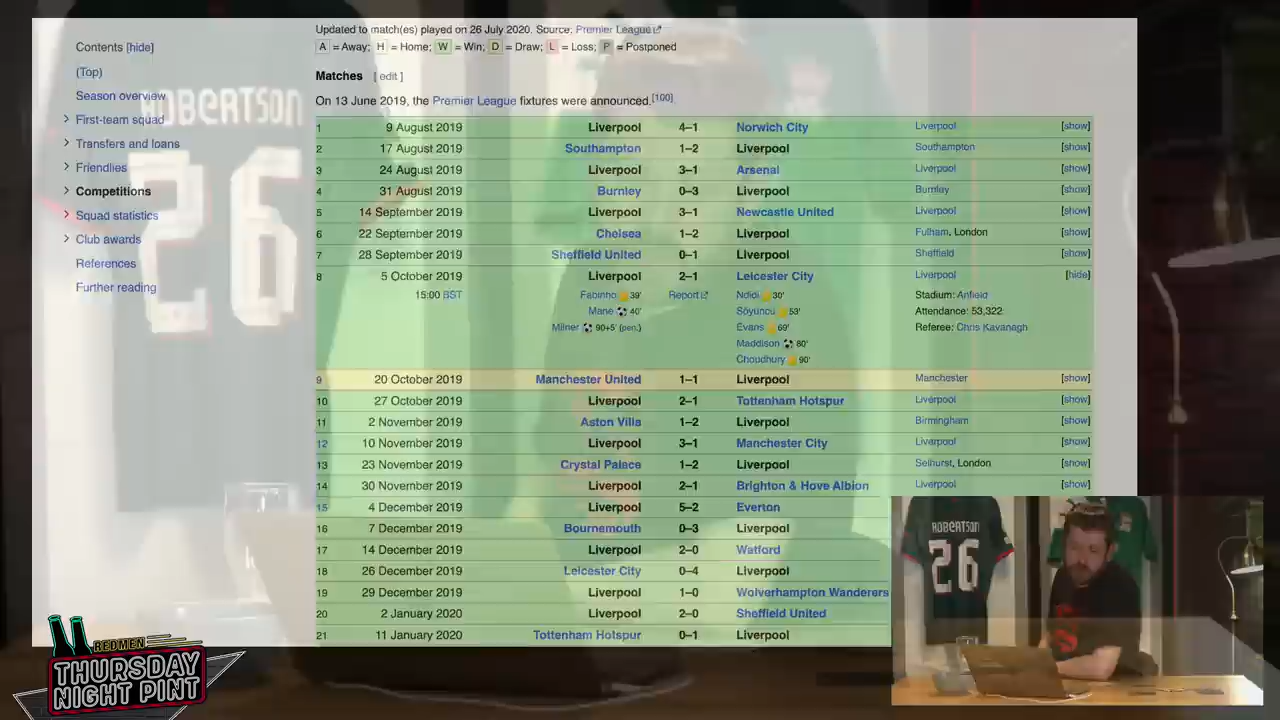 Updated to match(es) played on 26 July 2020. Source: Premier League
A = Away; H = Home; W = Win; D = Draw; L = Loss; P = Postponed
Contents [hide]
(Top)
Season overview
First-team squad
Transfers and loans
Friendlies
Competitions
Squad statistics
Club awards
References
Further reading
Matches [ edit ]
On 13 June 2019, the Premier League fixtures were announced.[100]
1 9 August 2019 Liverpool 4–1 Norwich City Liverpool [show]
2 17 August 2019 Southampton 1–2 Liverpool Southampton [show]
3 24 August 2019 Liverpool 3–1 Arsenal Liverpool [show]
4 31 August 2019 Burnley 0–3 Liverpool Burnley [show]
5 14 September 2019 Liverpool 3–1 Newcastle United Liverpool [show]
6 22 September 2019 Chelsea 1–2 Liverpool Fulham, London [show]
7 28 September 2019 Sheffield United 0–1 Liverpool Sheffield [show]
8 5 October 2019 Liverpool 2–1 Leicester City Liverpool [hide]
15:00 BST Fabinho 39' Report Ndidi 30' Stadium: Anfield
Mané 40' Söyüncü 53' Attendance: 53,322
Milner 90+5' (pen.) Evans 69' Referee: Chris Kavanagh
Maddison 80'
Choudhury 90'
9 20 October 2019 Manchester United 1–1 Liverpool Manchester [show]
10 27 October 2019 Liverpool 2–1 Tottenham Hotspur Liverpool [show]
11 2 November 2019 Aston Villa 1–2 Liverpool Birmingham [show]
12 10 November 2019 Liverpool 3–1 Manchester City Liverpool [show]
13 23 November 2019 Crystal Palace 1–2 Liverpool Selhurst, London [show]
14 30 November 2019 Liverpool 2–1 Brighton & Hove Albion Liverpool [show]
15 4 December 2019 Liverpool 5–2 Everton
16 7 December 2019 Bournemouth 0–3 Liverpool
17 14 December 2019 Liverpool 2–0 Watford
18 26 December 2019 Leicester City 0–4 Liverpool
19 29 December 2019 Liverpool 1–0 Wolverhampton Wanderers
20 2 January 2020 Liverpool 2–0 Sheffield United
21 11 January 2020 Tottenham Hotspur 0–1 Liverpool
ROBERTSON
26
ROBERTSON
26
REDMEN
THURSDAY
NIGHT PINT